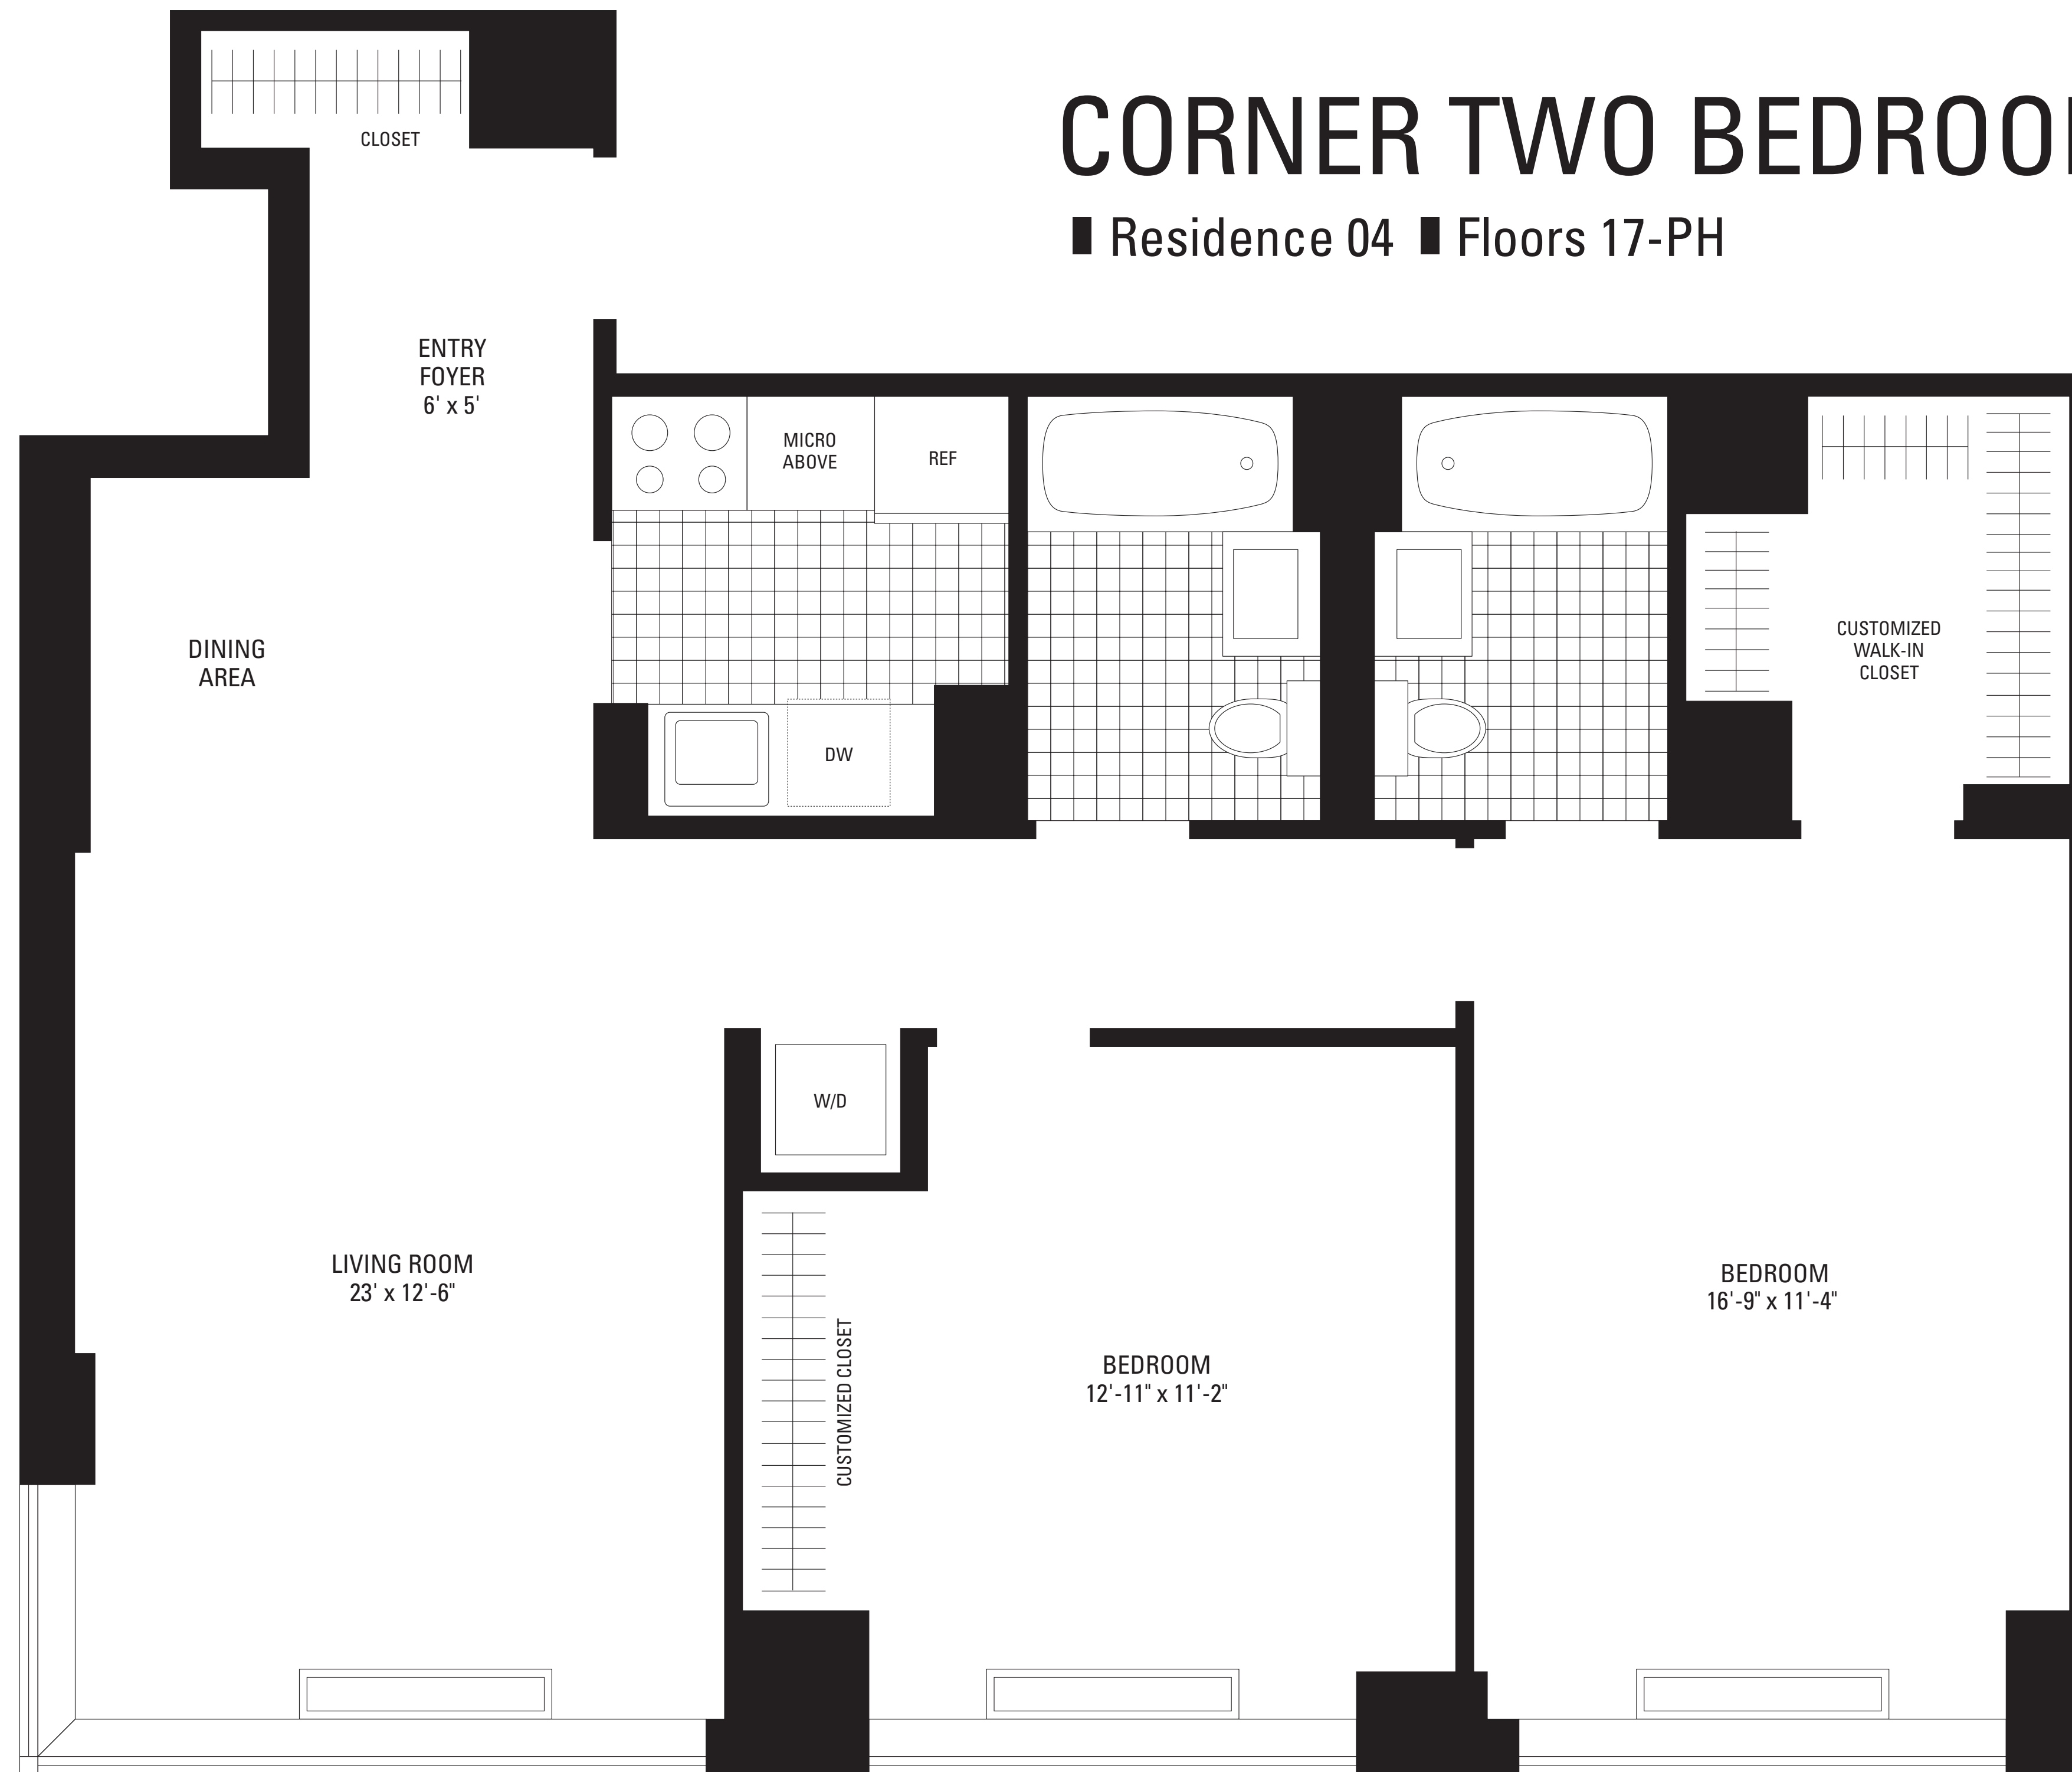 CORNER TWO BEDROO
Residence 04 Floors 17-PH
CLOSET
ENTRY
FOYER
6' x 5'
MICRO
ABOVE
REF
DINING
AREA
DW
CUSTOMIZED
WALK-IN
CLOSET
W/D
LIVING ROOM
23' x 12'-6"
CUSTOMIZED CLOSET
BEDROOM
12'-11" x 11'-2"
BEDROOM
16'-9" x 11'-4"